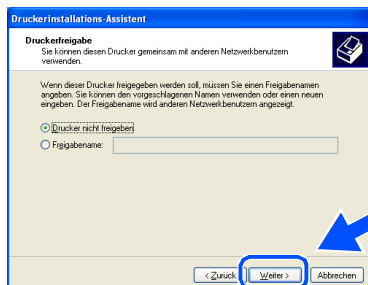 Druckerinstallations-Assistent
Druckerfreigabe
Sie können diesen Drucker gemeinsam mit anderen Netzwerkbenutzern
verwenden.
Wenn dieser Drucker freigegeben werden soll, müssen Sie einen Freigabenamen
angeben. Sie können den vorgeschlagenen Namen verwenden oder einen neuen
eingeben. Der Freigabename wird anderen Netzwerkbenutzern angezeigt.
Drucker nicht freigeben
Freigabename:
< Zurück Weiter > Abbrechen